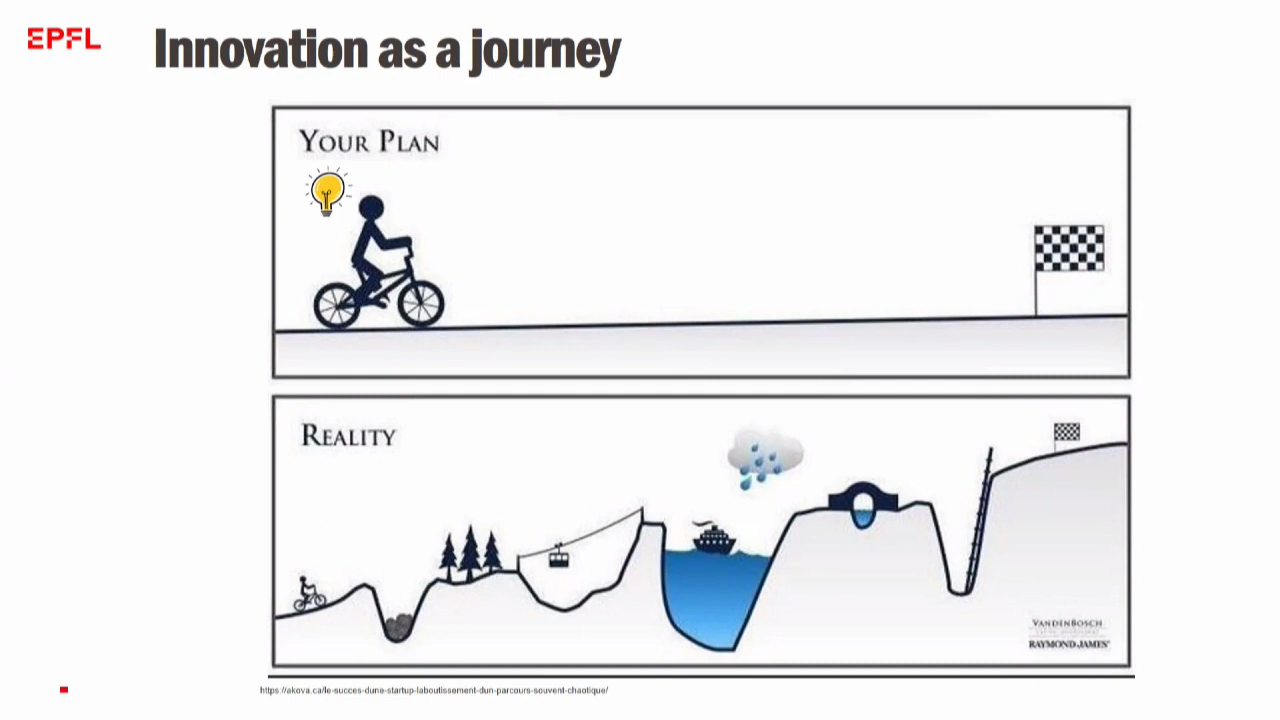 EPFL
Innovation as a journey
YOUR PLAN
REALITY
VANDENBOSCH
RAYMOND JAMES®
https://akova.ca/le-succes-dune-startup-laboutissement-dun-parcours-souvent-chaotique/